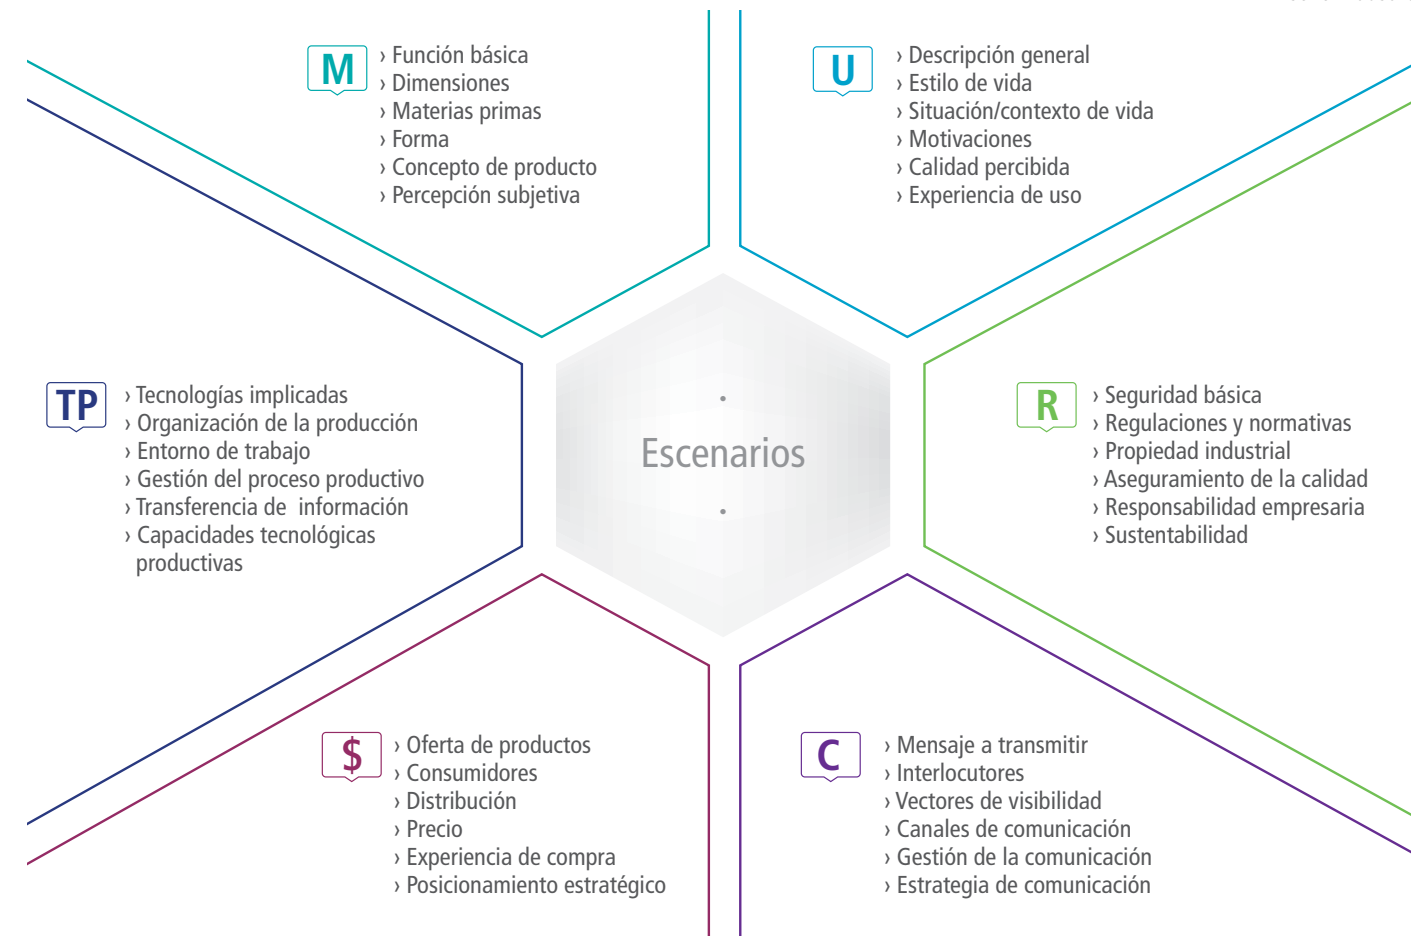 M
› Función básica
› Dimensiones
› Materias primas
› Forma
› Concepto de producto
› Percepción subjetiva
U
› Descripción general
› Estilo de vida
› Situación/contexto de vida
› Motivaciones
› Calidad percibida
› Experiencia de uso
TP
› Tecnologías implicadas
› Organización de la producción
› Entorno de trabajo
› Gestión del proceso productivo
› Transferencia de información
› Capacidades tecnológicas
productivas
Escenarios
R
› Seguridad básica
› Regulaciones y normativas
› Propiedad industrial
› Aseguramiento de la calidad
› Responsabilidad empresaria
› Sustentabilidad
$
› Oferta de productos
› Consumidores
› Distribución
› Precio
› Experiencia de compra
› Posicionamiento estratégico
C
› Mensaje a transmitir
› Interlocutores
› Vectores de visibilidad
› Canales de comunicación
› Gestión de la comunicación
› Estrategia de comunicación